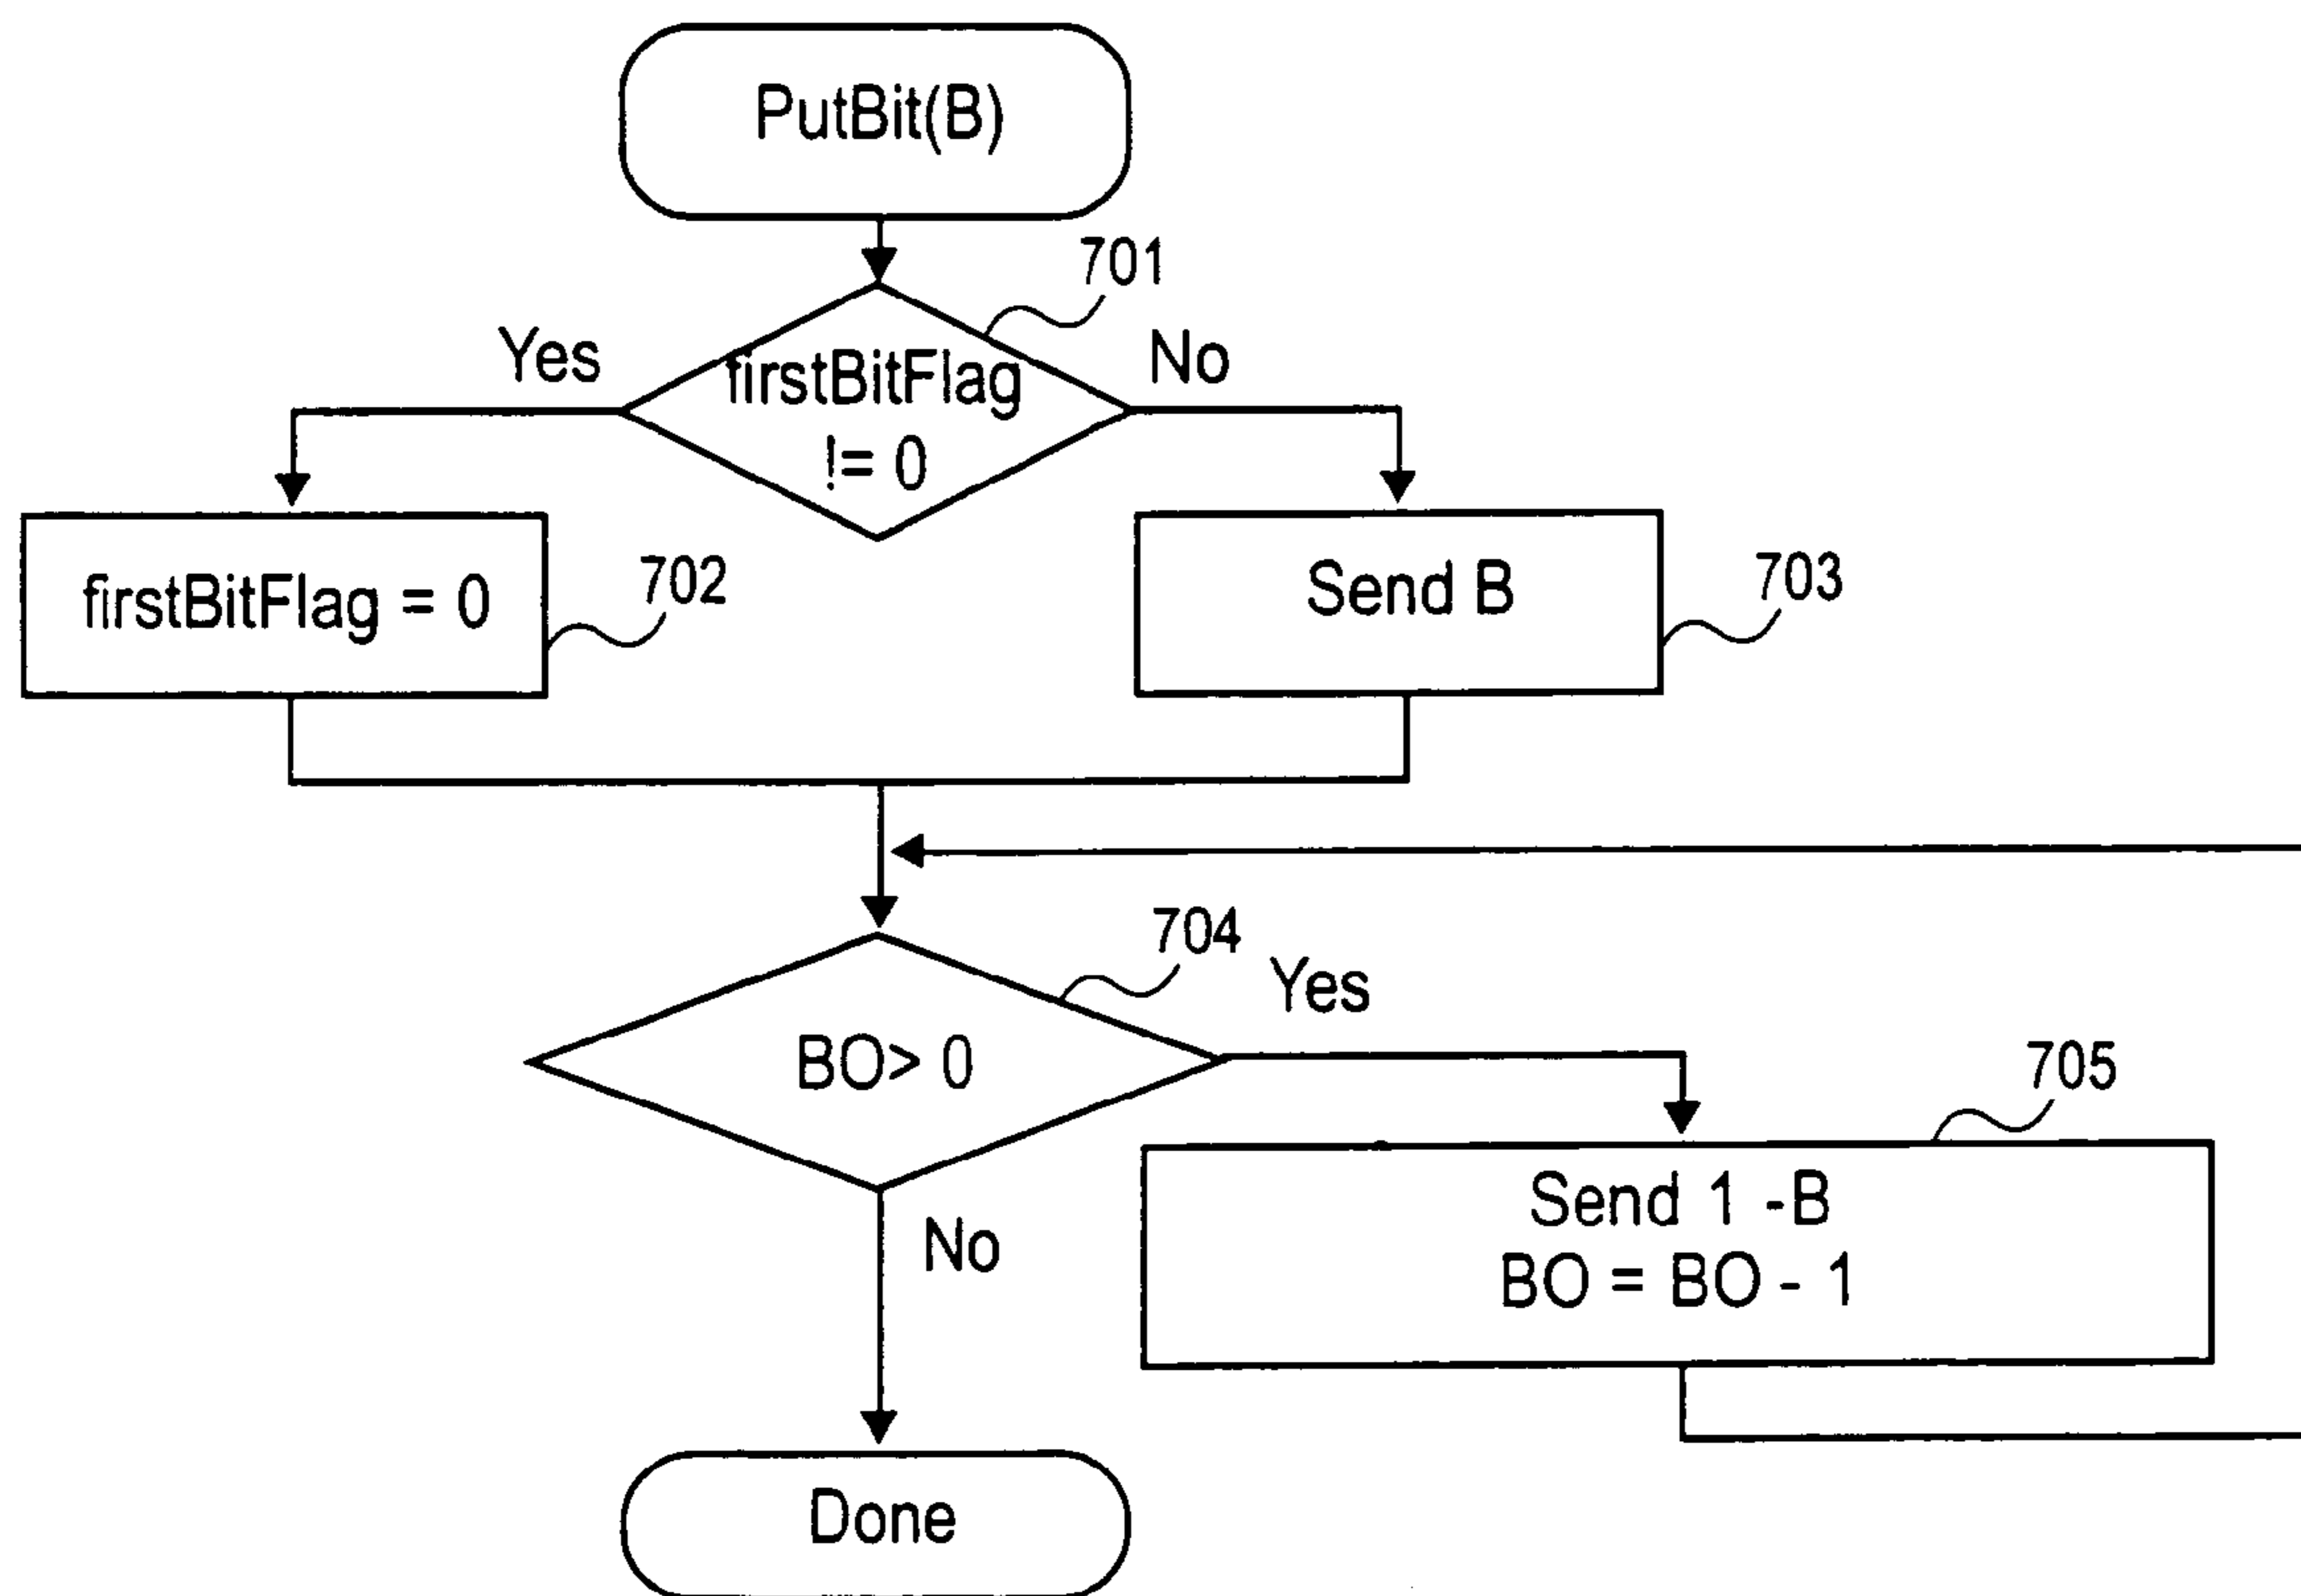 PutBit(B)
701
Yes
No
firstBitFlag
!= 0
firstBitFlag = 0
702
Send B
703
704
Yes
BO> 0
705
Send 1 -B
BO = BO - 1
No
Done